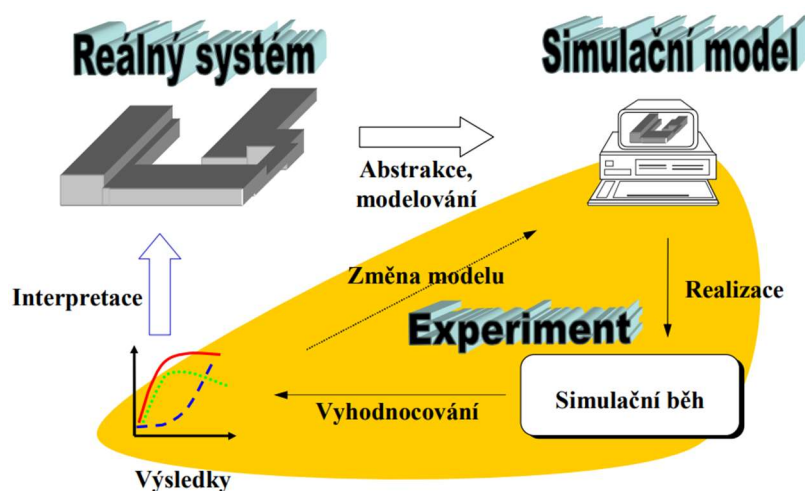 Reálný systém
Simulační model
Abstrakce,
modelování
Změna modelu
Interpretace
Realizace
Experiment
Simulační běh
Vyhodnocování
Výsledky